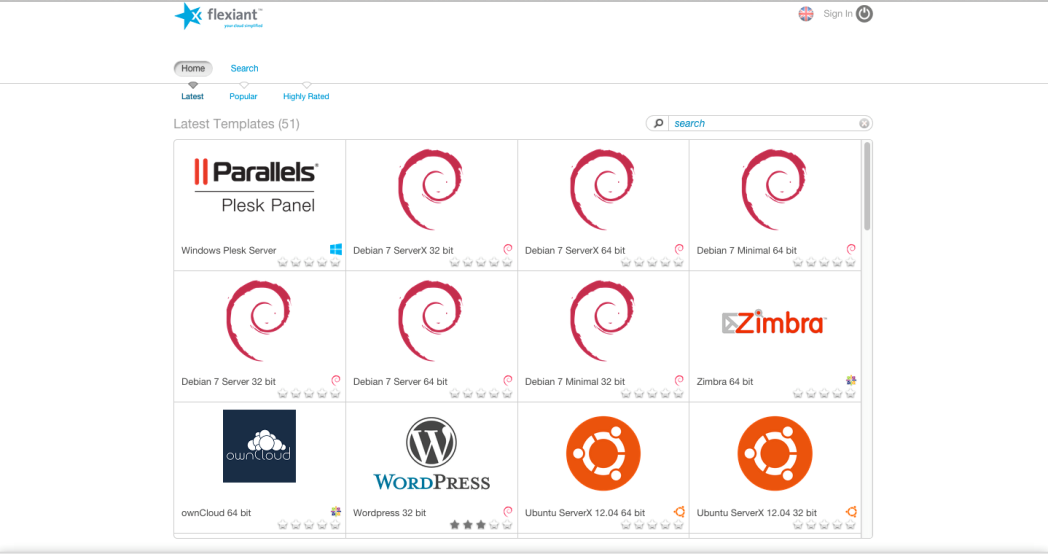 flexiant™
your cloud simplified
Sign In
Home Search
Latest Popular Highly Rated
Latest Templates (51)
search
Parallels®
Plesk Panel
Windows Plesk Server
Debian 7 ServerX 32 bit
Debian 7 ServerX 64 bit
Debian 7 Minimal 64 bit
Debian 7 Server 32 bit
Debian 7 Server 64 bit
Debian 7 Minimal 32 bit
Zimbra
Zimbra 64 bit
ownCloud
ownCloud 64 bit
WORDPRESS
Wordpress 32 bit
Ubuntu ServerX 12.04 64 bit
Ubuntu ServerX 12.04 32 bit